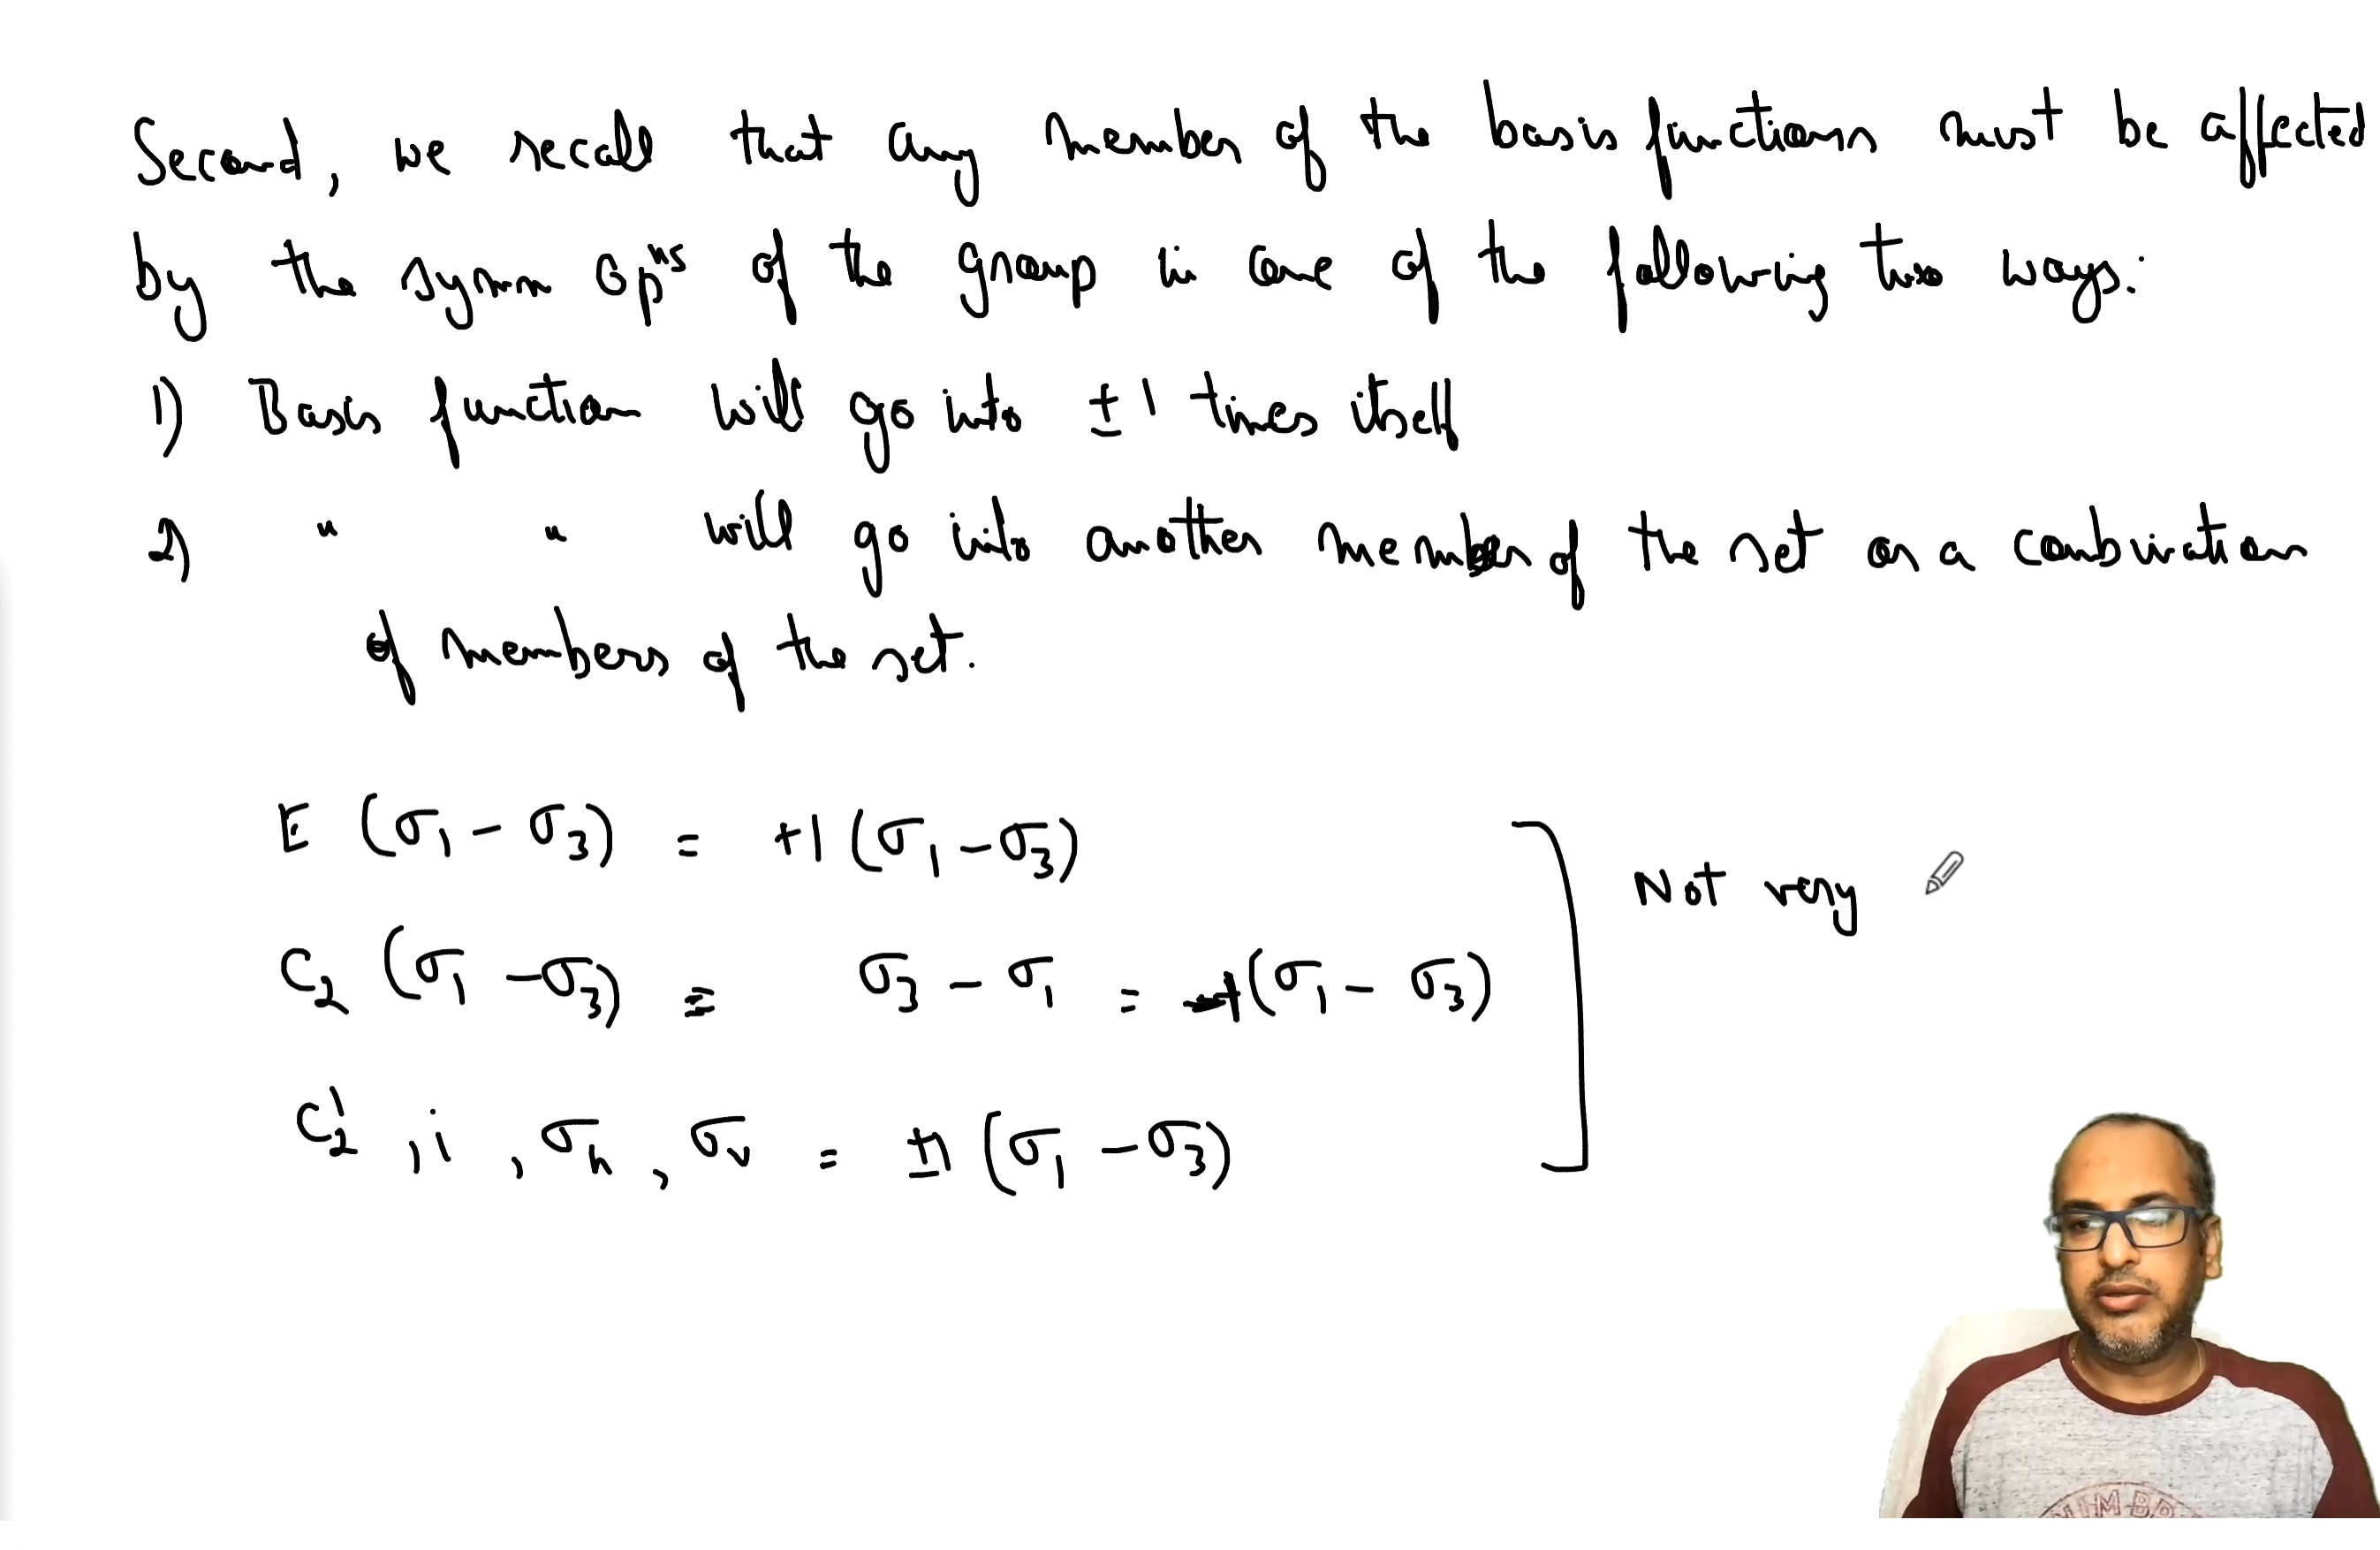 Second, we recall that any member of the basis functions must be affected
by the symm Opⁿˢ of the group in one of the following two ways:
1) Basis function will go into ±1 times itself
2) " " will go into another member of the set or a combination
of members of the set.
E (σ₁ - σ₃) = +1 (σ₁ - σ₃)
C₂ (σ₁ - σ₃) = σ₃ - σ₁ = -1 (σ₁ - σ₃)
Not very
C₂' , i , σₕ , σᵥ = ±1 (σ₁ - σ₃)